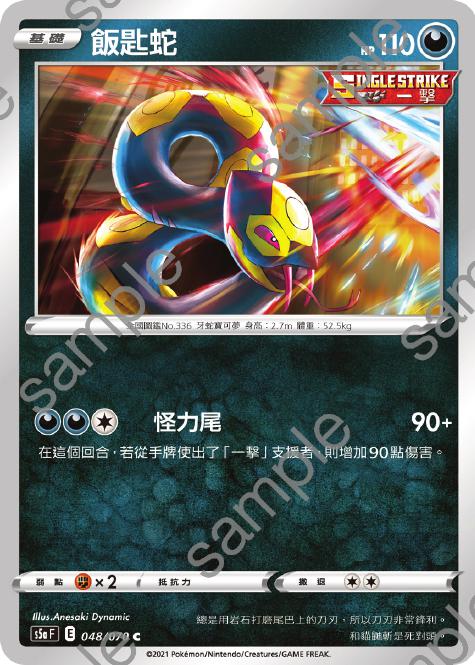 基礎 飯匙蛇 HP 110
SINGLE STRIKE
一擊
全國圖鑑No.336 牙蛇寶可夢 身高：2.7m 體重：52.5kg
怪力尾 90+
在這個回合，若從手牌使出了「一擊」支援者，則增加90點傷害。
弱點 ×2 抵抗力 撤退
Illus.Anesaki Dynamic
總是用岩石打磨尾巴上的刀刃，所以刀刃非常鋒利。
和貓鼬斬是死對頭。
s5a F E 048/070 C
©2021 Pokémon/Nintendo/Creatures/GAME FREAK.
sample
sample
sample
sample
sample
sample
sample